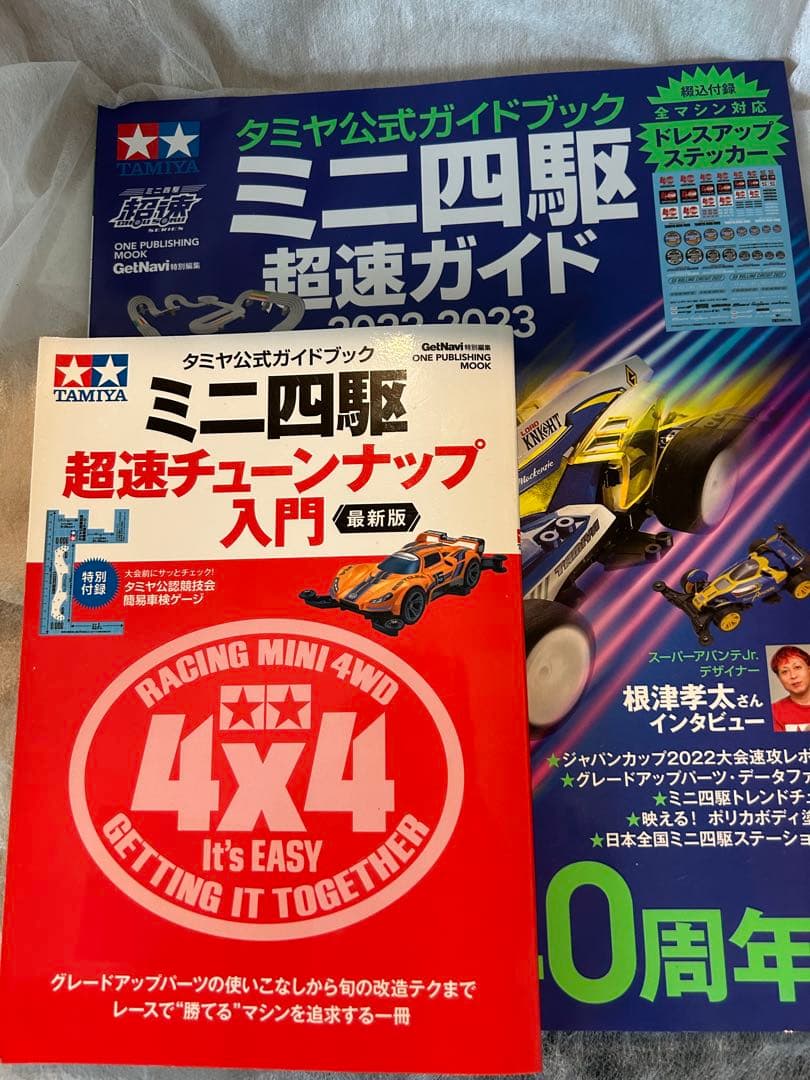 タミヤ公式ガイドブック
ミニ四駆
超速ガイド
2022-2023
TAMIYA
ミニ四駆
超速
SERIES
ONE PUBLISHING
MOOK
GetNavi特別編集
綴込付録
全マシン対応
ドレスアップ
ステッカー
LORD
KNIGHT
Mackenzie
TAMIYA
スーパーアバンテJr.
デザイナー
根津孝太さん
インタビュー
★ジャパンカップ2022大会速攻レポ
★グレードアップパーツ・データファ
★ミニ四駆トレンドチ
★映える! ポリカボディ塗
★日本全国ミニ四駆ステーショ
0周年
TAMIYA
タミヤ公式ガイドブック
GetNavi特別編集
ONE PUBLISHING
MOOK
ミニ四駆
超速チューンナップ
入門
最新版
特別
付録
大会前にサッとチェック!
タミヤ公認競技会
簡易車検ゲージ
RACING MINI 4WD
4x4
It's EASY
GETTING IT TOGETHER
グレードアップパーツの使いこなしから旬の改造テクまで
レースで“勝てる”マシンを追求する一冊